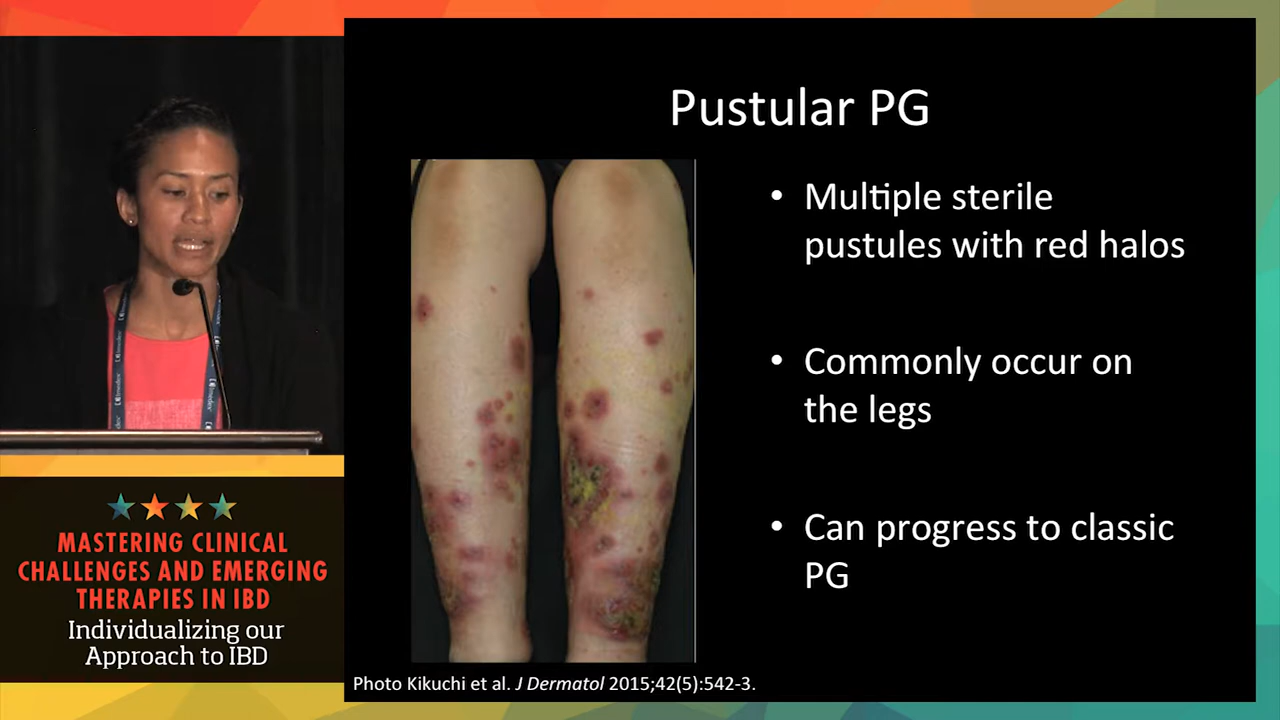 Pustular PG
• Multiple sterile
pustules with red halos
• Commonly occur on
the legs
• Can progress to classic
PG
Photo Kikuchi et al. J Dermatol 2015;42(5):542-3.
MASTERING CLINICAL
CHALLENGES AND EMERGING
THERAPIES IN IBD
Individualizing our
Approach to IBD